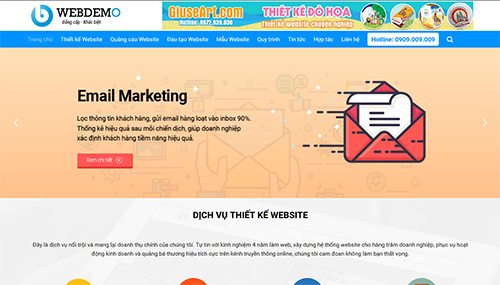 WEBDEMO
Đẳng cấp - Khác biệt
GiuseArt.com
Hotline: 0972.939.830
THIẾT KẾ ĐỒ HỌA
Thiết kế website chuyên nghiệp
Trang chủ Thiết kế Website Quảng cáo Website Đào tạo Website Mẫu Website Quy trình Tin tức Hợp tác Liên hệ Hotline: 0909.009.009
Email Marketing
Lọc thông tin khách hàng, gửi email hàng loạt vào inbox 90%.
Thống kê hiệu quả sau mỗi chiến dịch, giúp doanh nghiệp
xác định khách hàng tiềm năng hiệu quả.
Xem chi tiết
DỊCH VỤ THIẾT KẾ WEBSITE
Đây là dịch vụ nổi trội và mang lại doanh thu chính của chúng tôi. Tự tin với kinh nghiệm 4 năm làm web, xây dựng hệ thống website cho hàng trăm doanh nghiệp, phục vụ hoạt
động kinh doanh và quảng bá thương hiệu tích cực trên kênh truyền thông online, chúng tôi cam đoan không làm bạn thất vọng.